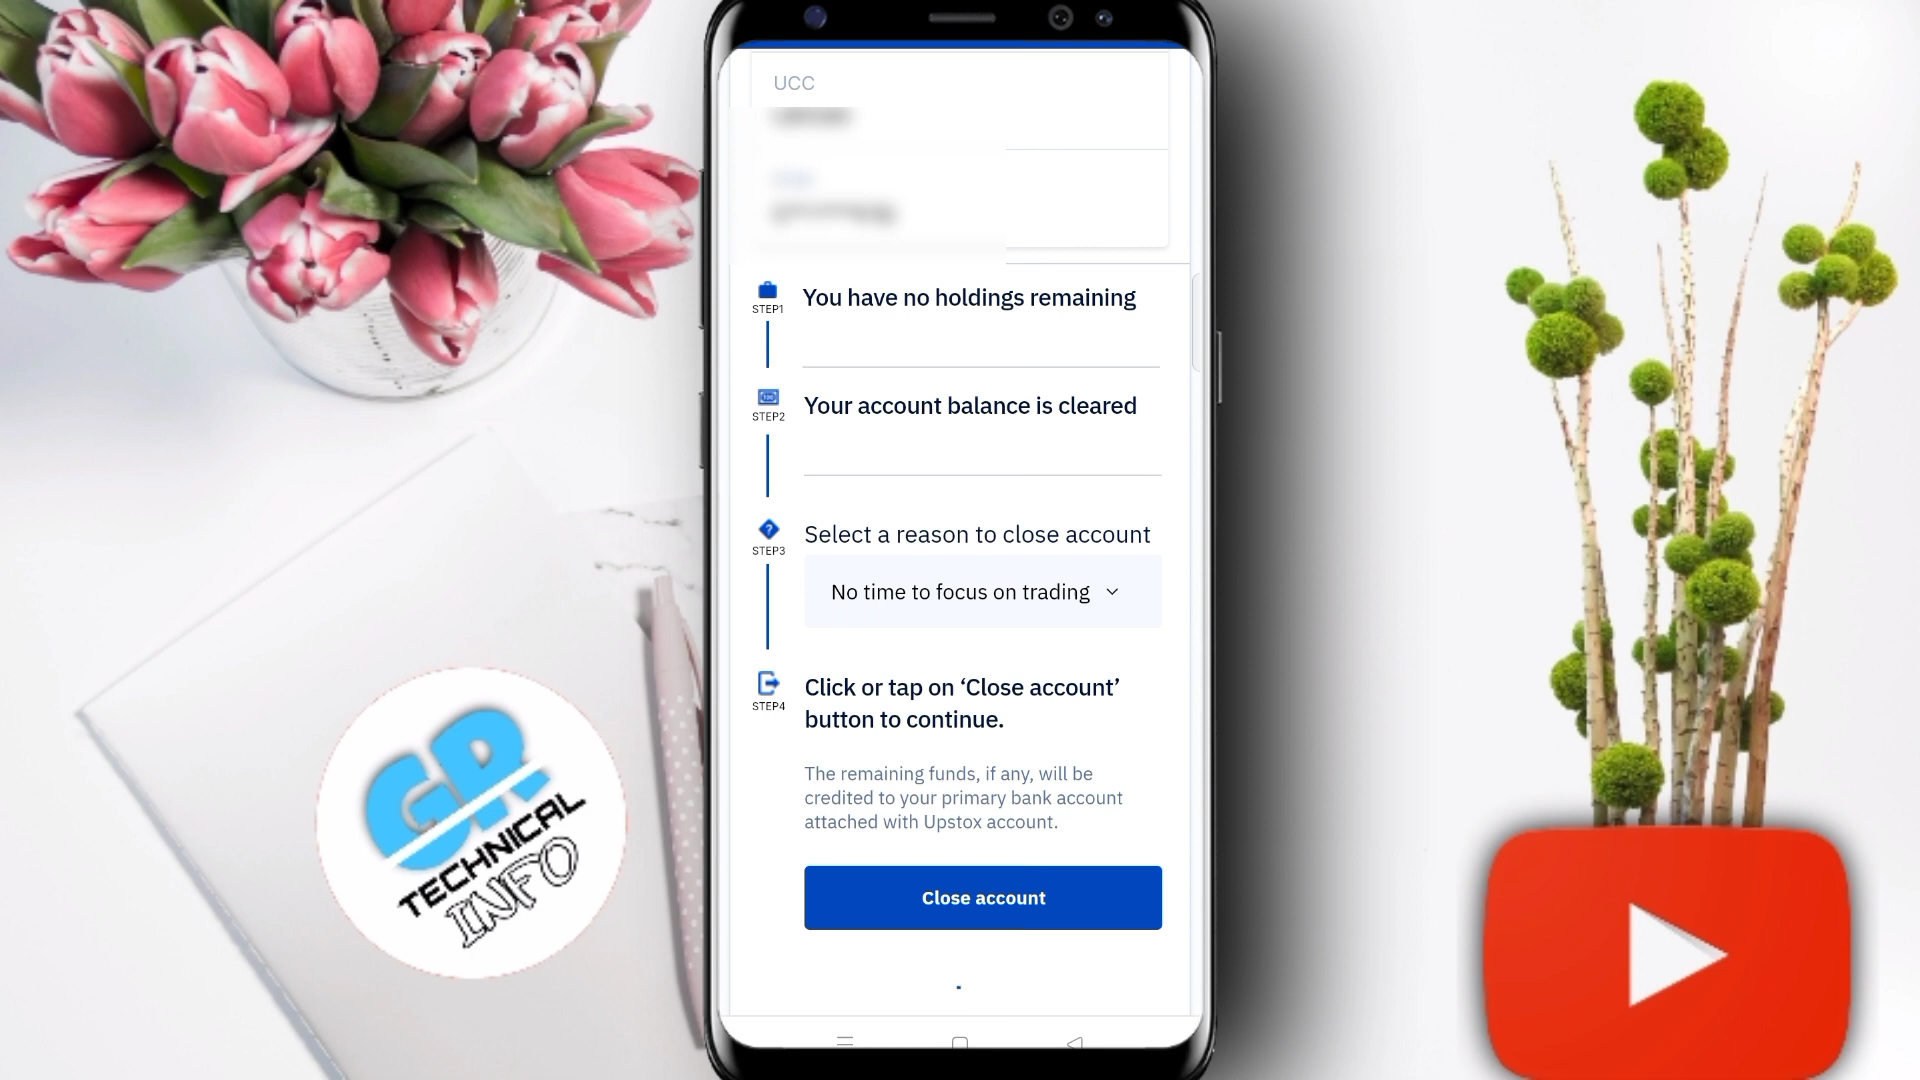 UCC
You have no holdings remaining
STEP1
Your account balance is cleared
STEP2
Select a reason to close account
STEP3
No time to focus on trading
Click or tap on ‘Close account’
STEP4
button to continue.
The remaining funds, if any, will be
credited to your primary bank account
attached with Upstox account.
Close account
GR
TECHNICAL
INFO